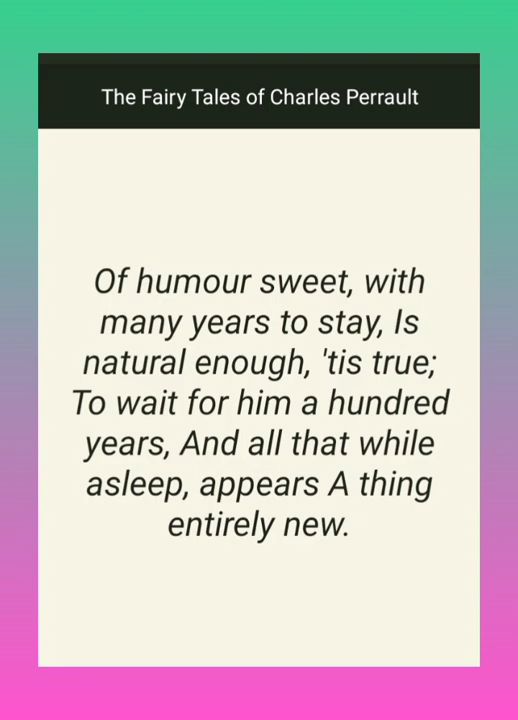 The Fairy Tales of Charles Perrault
Of humour sweet, with
many years to stay, Is
natural enough, 'tis true;
To wait for him a hundred
years, And all that while
asleep, appears A thing
entirely new.